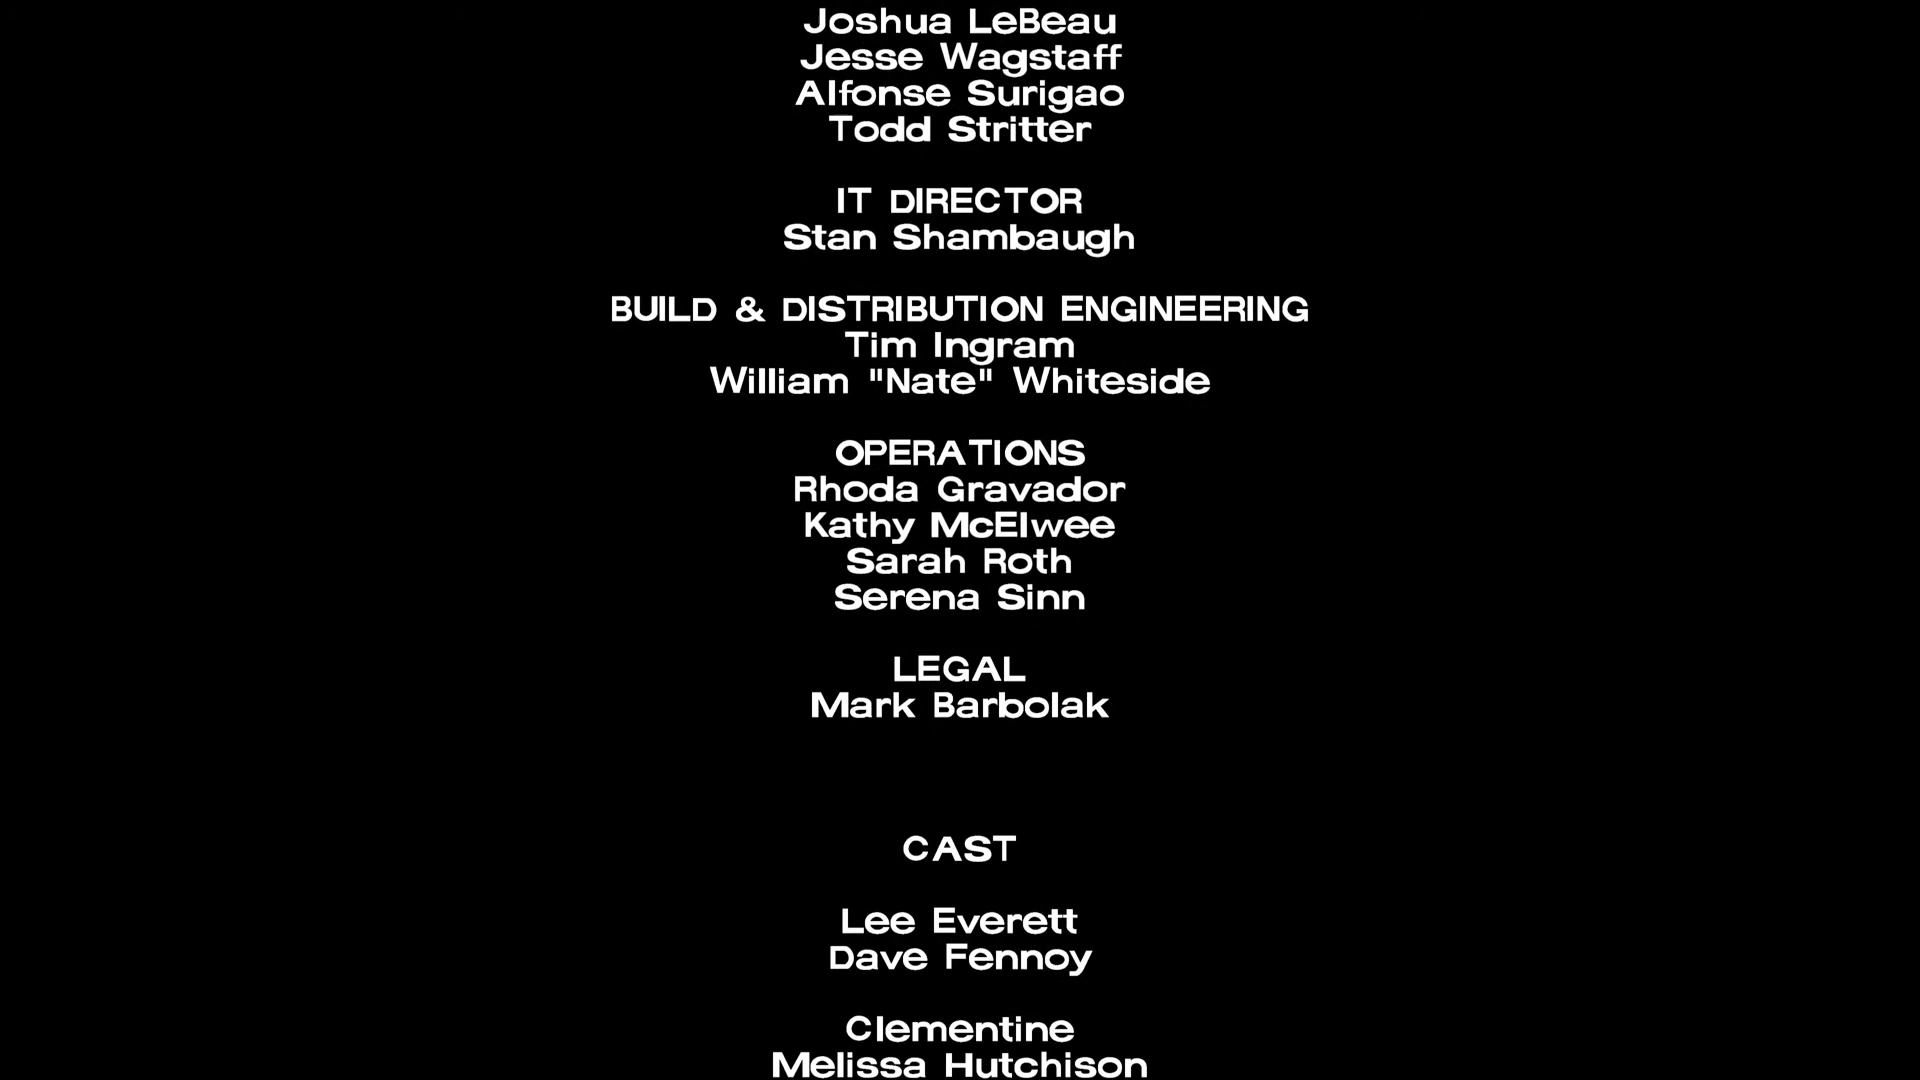 Joshua LeBeau
Jesse Wagstaff
Alfonse Surigao
Todd Stritter
IT DIRECTOR
Stan Shambaugh
BUILD & DISTRIBUTION ENGINEERING
Tim Ingram
William "Nate" Whiteside
OPERATIONS
Rhoda Gravador
Kathy McElwee
Sarah Roth
Serena Sinn
LEGAL
Mark Barbolak
CAST
Lee Everett
Dave Fennoy
Clementine
Melissa Hutchison